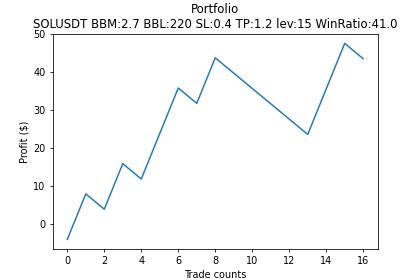 Portfolio
SOLUSDT BBM:2.7 BBL:220 SL:0.4 TP:1.2 lev:15 WinRatio:41.0
50
40
30
20
10
0
Profit ($)
0 2 4 6 8 10 12 14 16
Trade counts